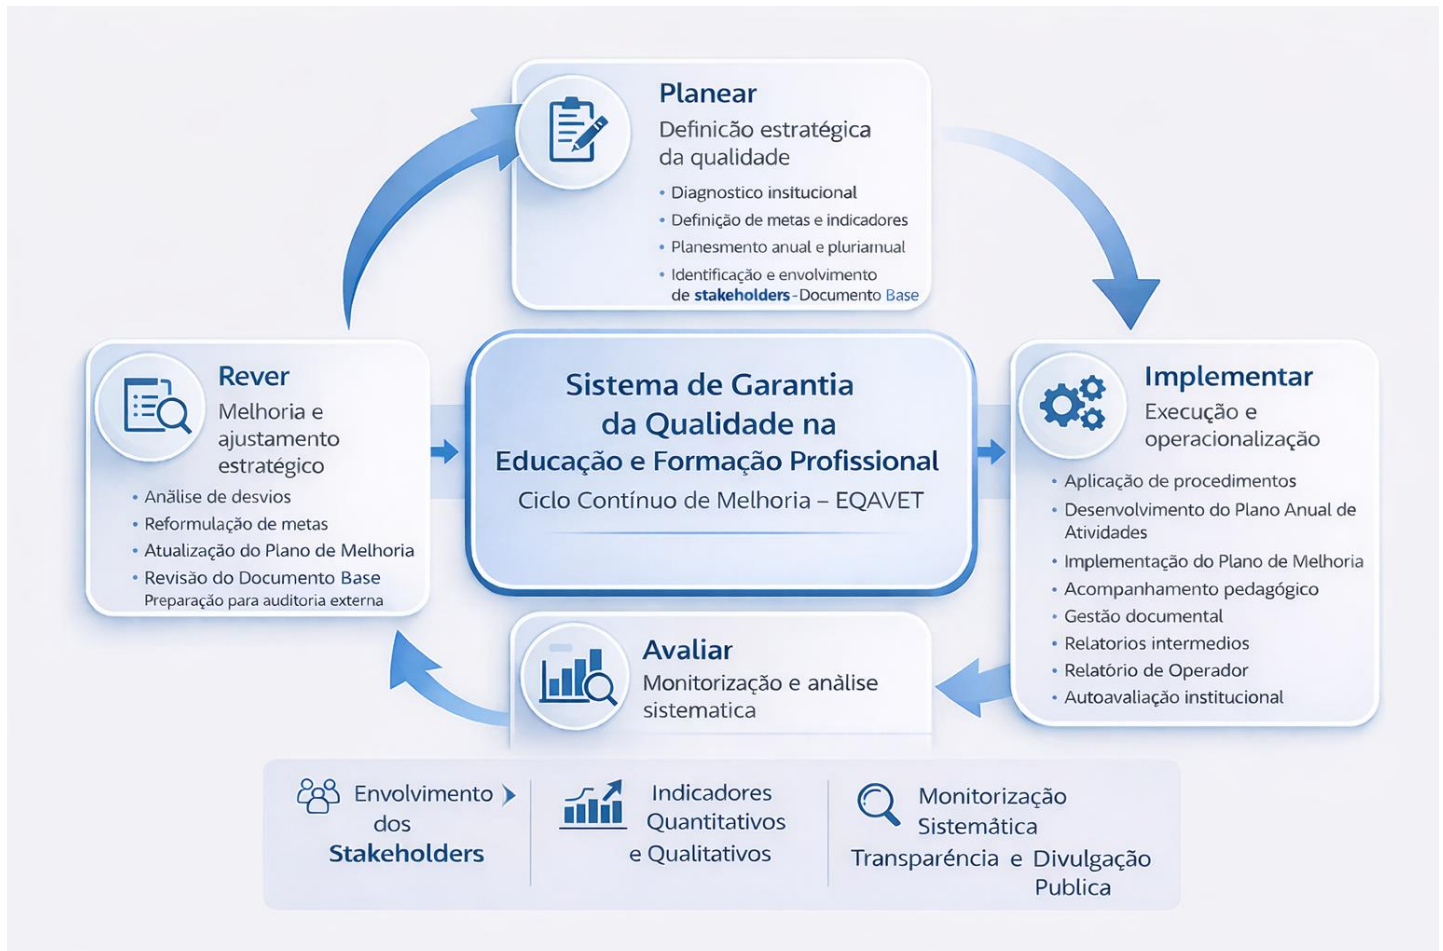 Planear
Definicão estratégica
da qualidade
• Diagnostico insitucional
• Definição de metas e indicadores
• Planesmento anual e pluriamual
• Identificação e envolvimento
de stakeholders - Documento Base
Rever
Melhoria e
ajustamento
estratégico
• Análise de desvios
• Reformulação de metas
• Atualização do Plano de Melhoria
• Revisão do Documento Base
Preparação para auditoria externa
Sistema de Garantia
da Qualidade na
Educação e Formação Profissional
Ciclo Contínuo de Melhoria – EQAVET
Implementar
Execução e
operacionalização
• Aplicação de procedimentos
• Desenvolvimento do Plano Anual de
Atividades
• Implementação do Plano de Melhoria
• Acompanhamento pedagógico
• Gestão documental
• Relatorios intermedios
• Relatório de Operador
• Autoavaliação institucional
Avaliar
Monitorização e anàlise
sistematica
Envolvimento
dos
Stakeholders
Indicadores
Quantitativos
e Qualitativos
Monitorização
Sistemåtica
Transparéncia e Divulgação
Publica